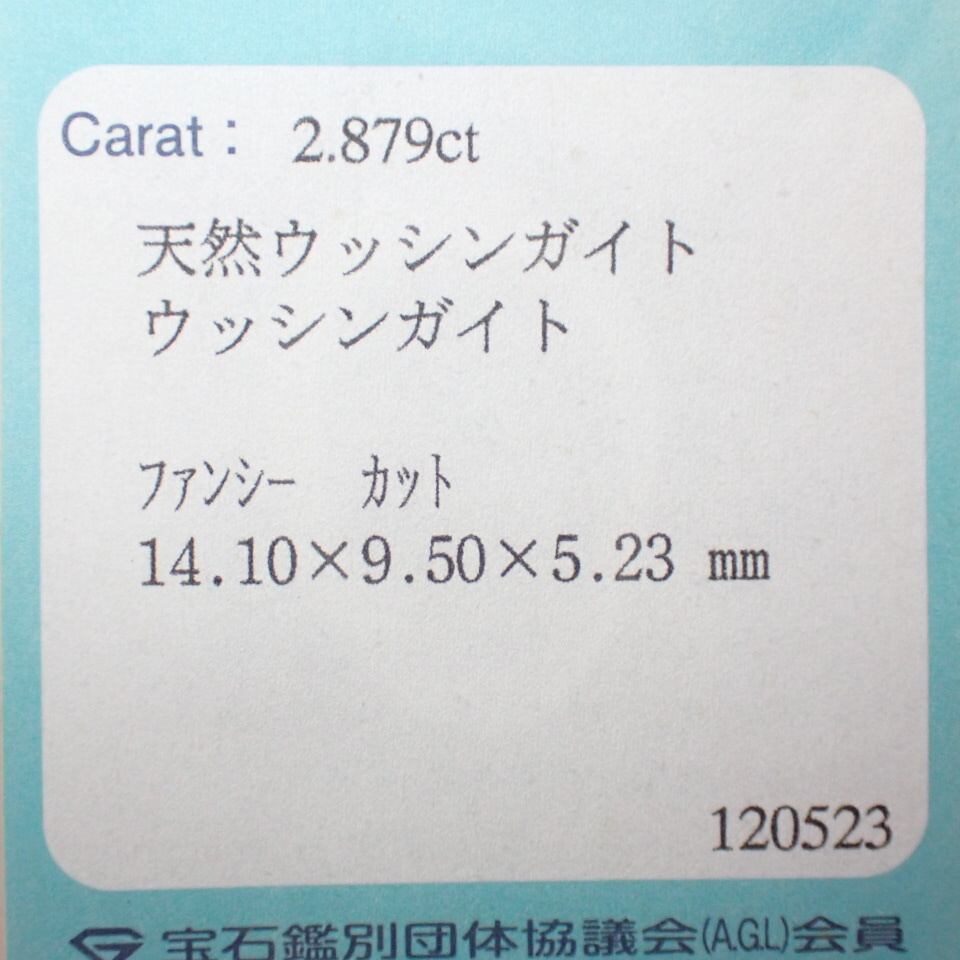 Carat： 2.879ct
天然ウッシンガイト
ウッシンガイト
ファンシー カット
14.10×9.50×5.23 mm
120523
宝石鑑別団体協議会(A.G.L.)会員